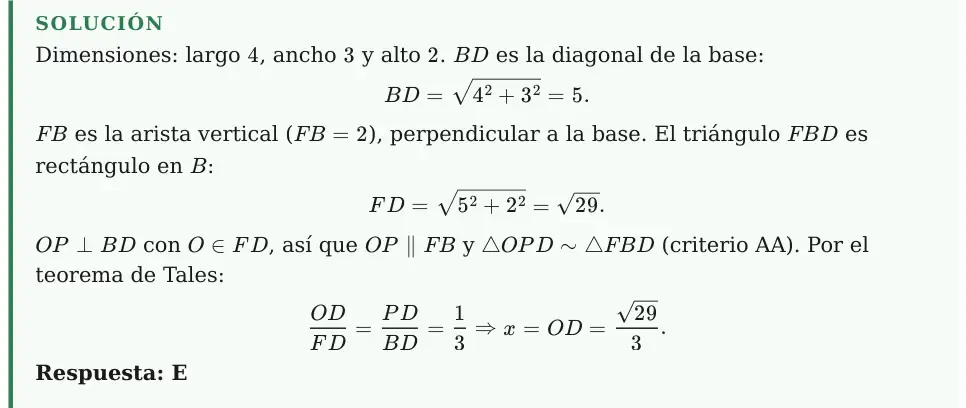 SOLUCIÓN
Dimensiones: largo 4, ancho 3 y alto 2. BD es la diagonal de la base:
BD = √(4² + 3²) = 5.
FB es la arista vertical (FB = 2), perpendicular a la base. El triángulo FBD es
rectángulo en B:
FD = √(5² + 2²) = √29.
OP ⊥ BD con O ∈ FD, así que OP ∥ FB y △OPD ∼ △FBD (criterio AA). Por el
teorema de Tales:
OD/FD = PD/BD = 1/3 ⇒ x = OD = √29/3.
Respuesta: E